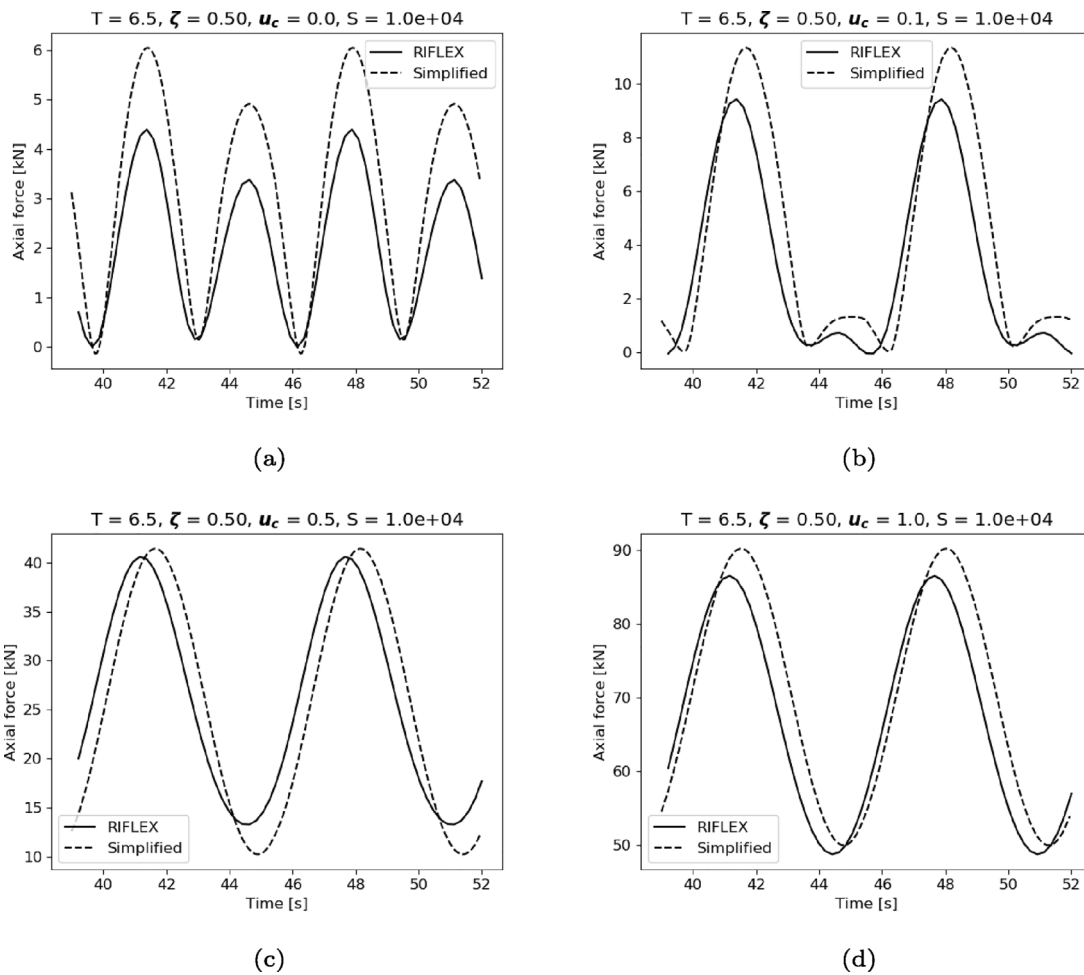 T = 6.5, ζ = 0.50, u_c = 0.0, S = 1.0e+04
RIFLEX
Simplified
Axial force [kN]
6
5
4
3
2
1
0
40 42 44 46 48 50 52
Time [s]
(a)
T = 6.5, ζ = 0.50, u_c = 0.1, S = 1.0e+04
RIFLEX
Simplified
Axial force [kN]
10
8
6
4
2
0
40 42 44 46 48 50 52
Time [s]
(b)
T = 6.5, ζ = 0.50, u_c = 0.5, S = 1.0e+04
Axial force [kN]
40
35
30
25
20
15
10
RIFLEX
Simplified
40 42 44 46 48 50 52
Time [s]
(c)
T = 6.5, ζ = 0.50, u_c = 1.0, S = 1.0e+04
Axial force [kN]
90
80
70
60
50
RIFLEX
Simplified
40 42 44 46 48 50 52
Time [s]
(d)